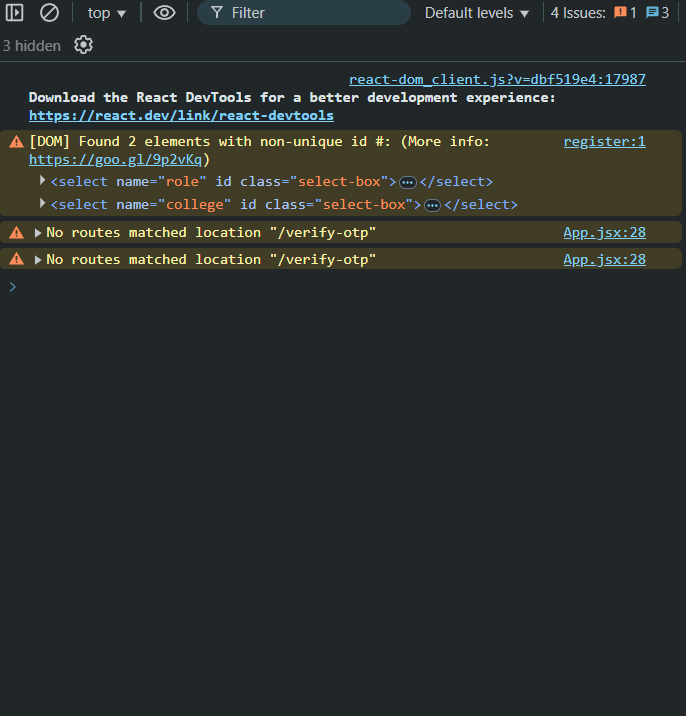 top ▼ Filter Default levels ▼ 4 Issues: 1 3
3 hidden
react-dom_client.js?v=dbf519e4:17987
Download the React DevTools for a better development experience:
https://react.dev/link/react-devtools
[DOM] Found 2 elements with non-unique id #: (More info: register:1
https://goo.gl/9p2vKq)
<select name="role" id class="select-box">…</select>
<select name="college" id class="select-box">…</select>
No routes matched location "/verify-otp" App.jsx:28
No routes matched location "/verify-otp" App.jsx:28